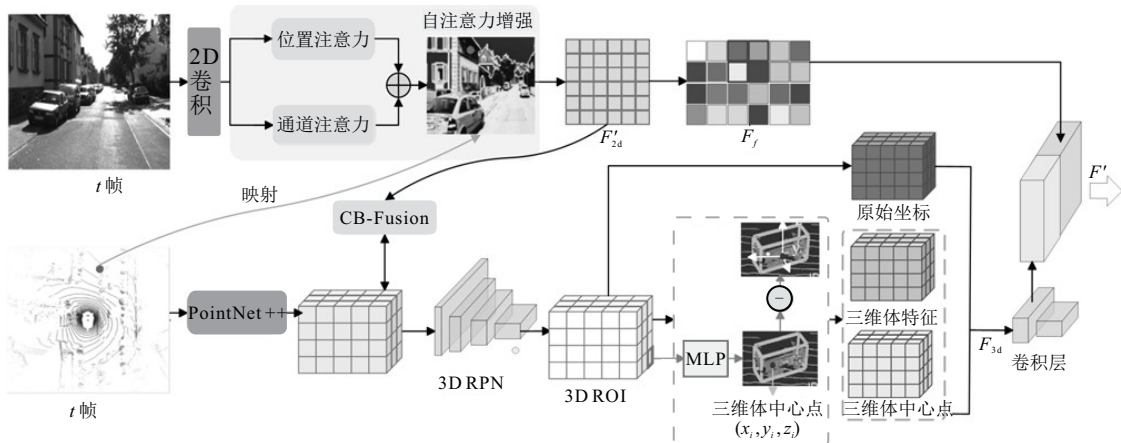 自注意力增强
2D
卷
积
位置注意力
通道注意力
t 帧
F′2d
Ff
映射
CB-Fusion
原始坐标
F′
PointNet ++
三维体特征
MLP
F3d
卷积层
3D RPN
3D ROI
三维体中心点
三维体中心点
(xi, yi, zi)
t 帧